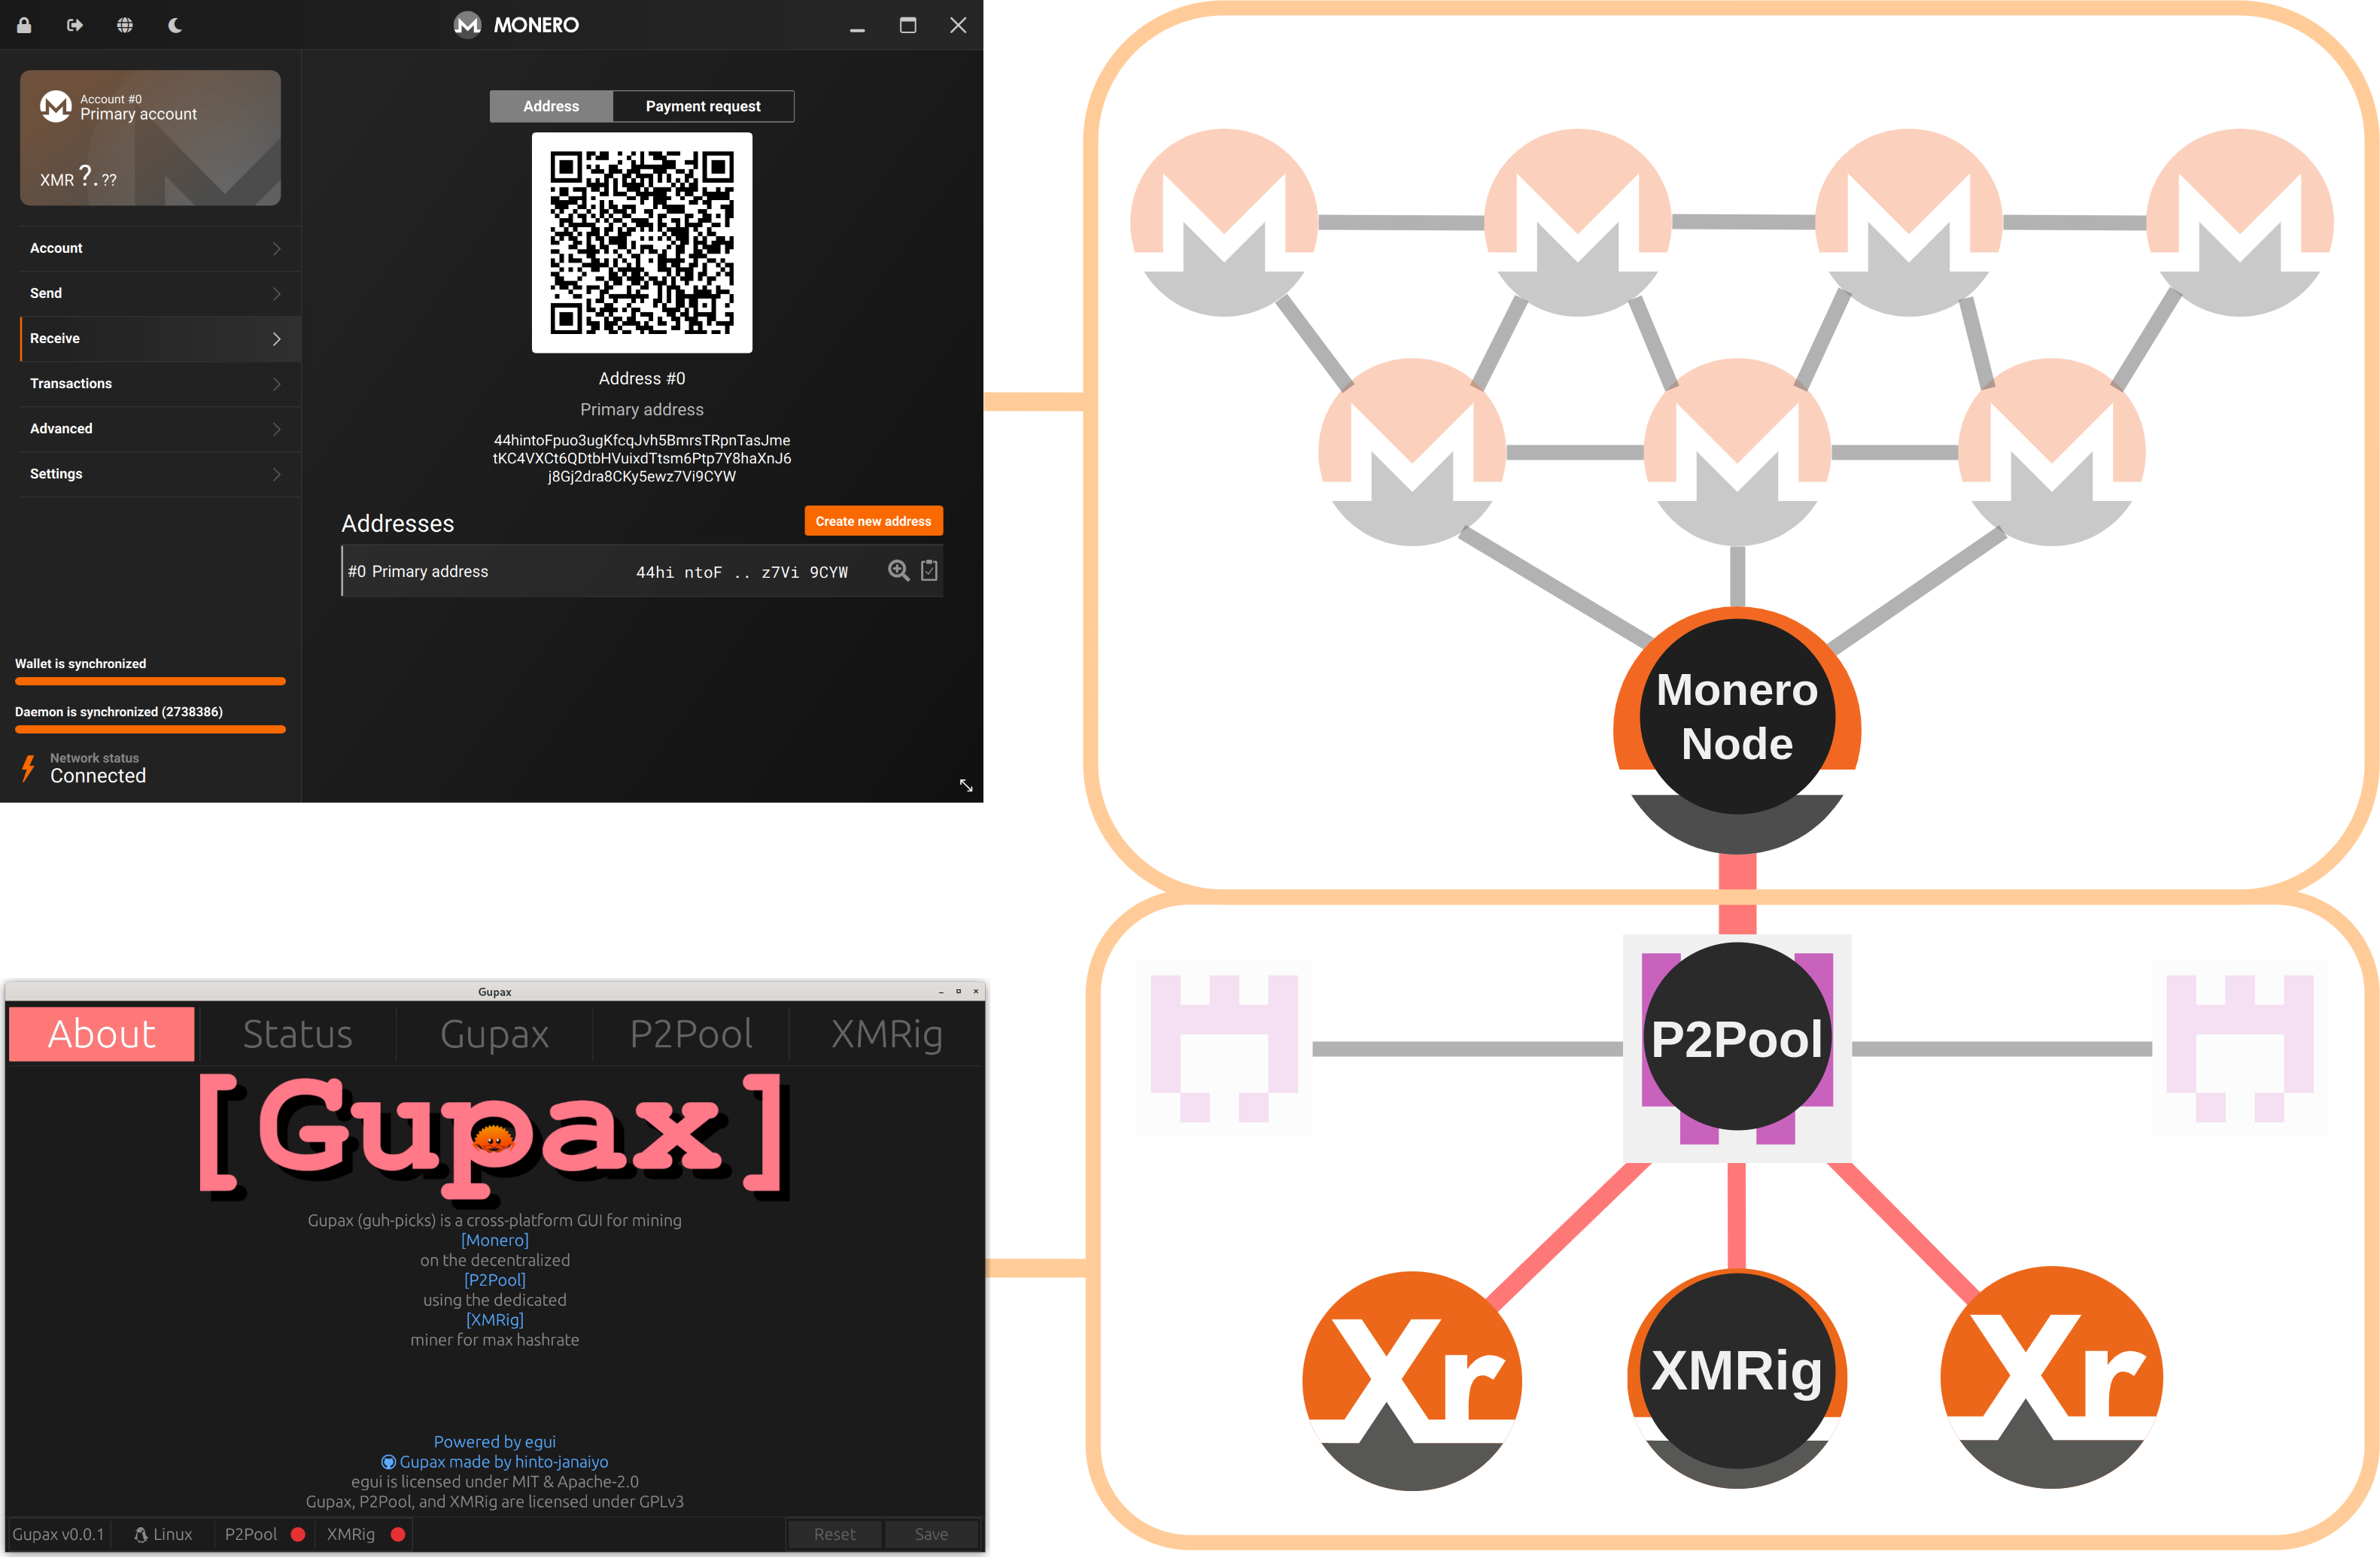 MONERO
Account #0
Primary account
XMR ?.??
Account
Send
Receive
Transactions
Advanced
Settings
Wallet is synchronized
Daemon is synchronized (2738386)
Network status
Connected
Address
Payment request
Address #0
Primary address
44hintoFpuo3ugKfcqJvh5BmrsTRpnTasJme
tKC4VXCt6QDtbHVuixdTtsm6Ptp7Y8haXnJ6
j8Gj2dra8CKy5ewz7Vi9CYW
Addresses
Create new address
#0 Primary address 44hi ntoF .. z7Vi 9CYW
Monero
Node
Gupax
About Status Gupax P2Pool XMRig
[Gupax]
Gupax (guh-picks) is a cross-platform GUI for mining
[Monero]
on the decentralized
[P2Pool]
using the dedicated
[XMRig]
miner for max hashrate
Powered by egui
Gupax made by hinto-janaiyo
egui is licensed under MIT & Apache-2.0
Gupax, P2Pool, and XMRig are licensed under GPLv3
Gupax v0.0.1 Linux P2Pool XMRig Reset Save
P2Pool
Xr
XMRig
Xr